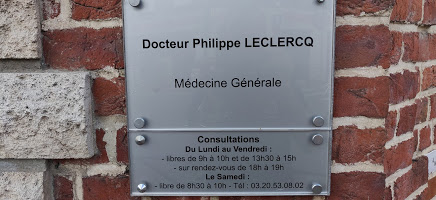 Docteur Philippe LECLERCQ
Médecine Générale
Consultations
Du Lundi au Vendredi :
- libres de 9h à 10h et de 13h30 à 15h
- sur rendez-vous de 18h à 19h
Le Samedi :
- libre de 8h30 à 10h - Tél : 03.20.53.08.02